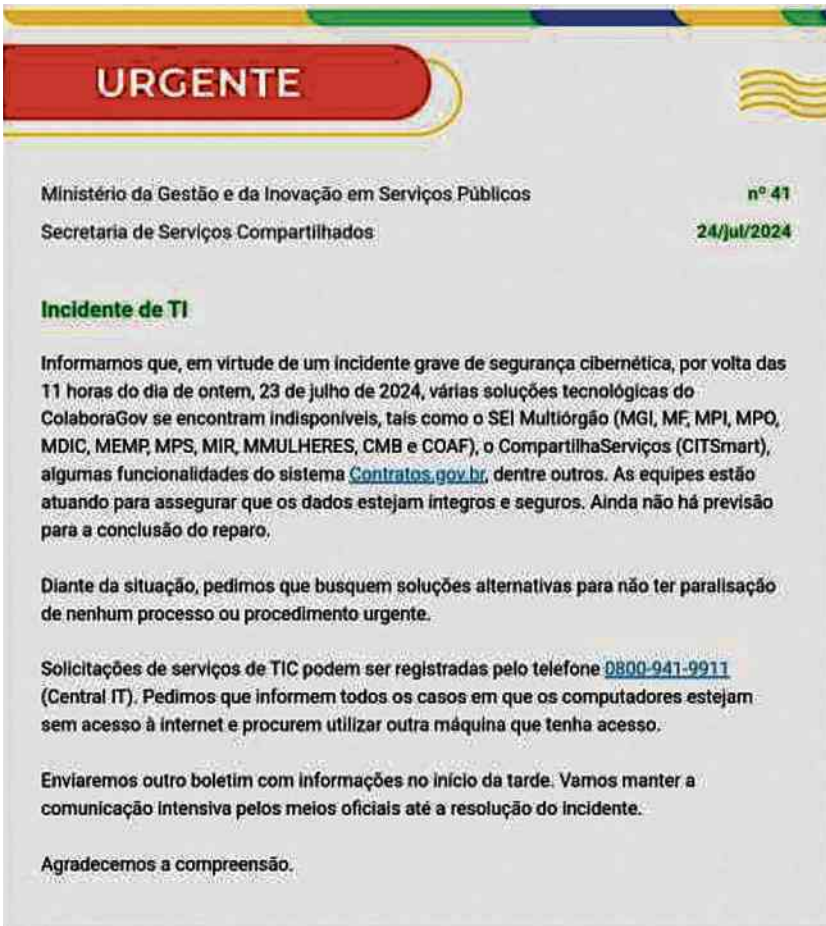 URGENTE
Ministério da Gestão e da Inovação em Serviços Públicos nº 41
Secretaria de Serviços Compartilhados 24/jul/2024
Incidente de TI
Informamos que, em virtude de um incidente grave de segurança cibernética, por volta das
11 horas do dia de ontem, 23 de julho de 2024, várias soluções tecnológicas do
ColaboraGov se encontram indisponíveis, tais como o SEI Multiórgão (MGI, MF, MPI, MPO,
MDIC, MEMP, MPS, MIR, MMULHERES, CMB e COAF), o CompartilhaServiços (CITSmart),
algumas funcionalidades do sistema Contratos.gov.br, dentre outros. As equipes estão
atuando para assegurar que os dados estejam íntegros e seguros. Ainda não há previsão
para a conclusão do reparo.
Diante da situação, pedimos que busquem soluções alternativas para não ter paralisação
de nenhum processo ou procedimento urgente.
Solicitações de serviços de TIC podem ser registradas pelo telefone 0800-941-9911
(Central IT). Pedimos que informem todos os casos em que os computadores estejam
sem acesso à internet e procurem utilizar outra máquina que tenha acesso.
Enviaremos outro boletim com informações no início da tarde. Vamos manter a
comunicação intensiva pelos meios oficiais até a resolução do incidente.
Agradecemos a compreensão.